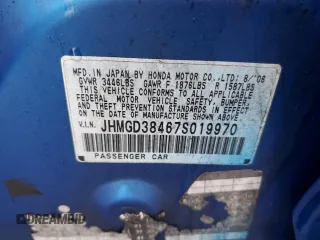 MFD. IN JAPAN BY HONDA MOTOR CO.,LTD; 8/'06
GVWR 3446LBS GAWR F 1876LBS R 1587LBS
THIS VEHICLE CONFORMS TO ALL APPLICABLE
FEDERAL MOTOR VEHICLE SAFETY, BUMPER,
AND THEFT PREVENTION STANDARDS IN EFFECT
ON THE DATE OF MANUFACTURE SHOWN ABOVE.
V.I.N. JHMGD38467S019970
PASSENGER CAR
DREAMBID